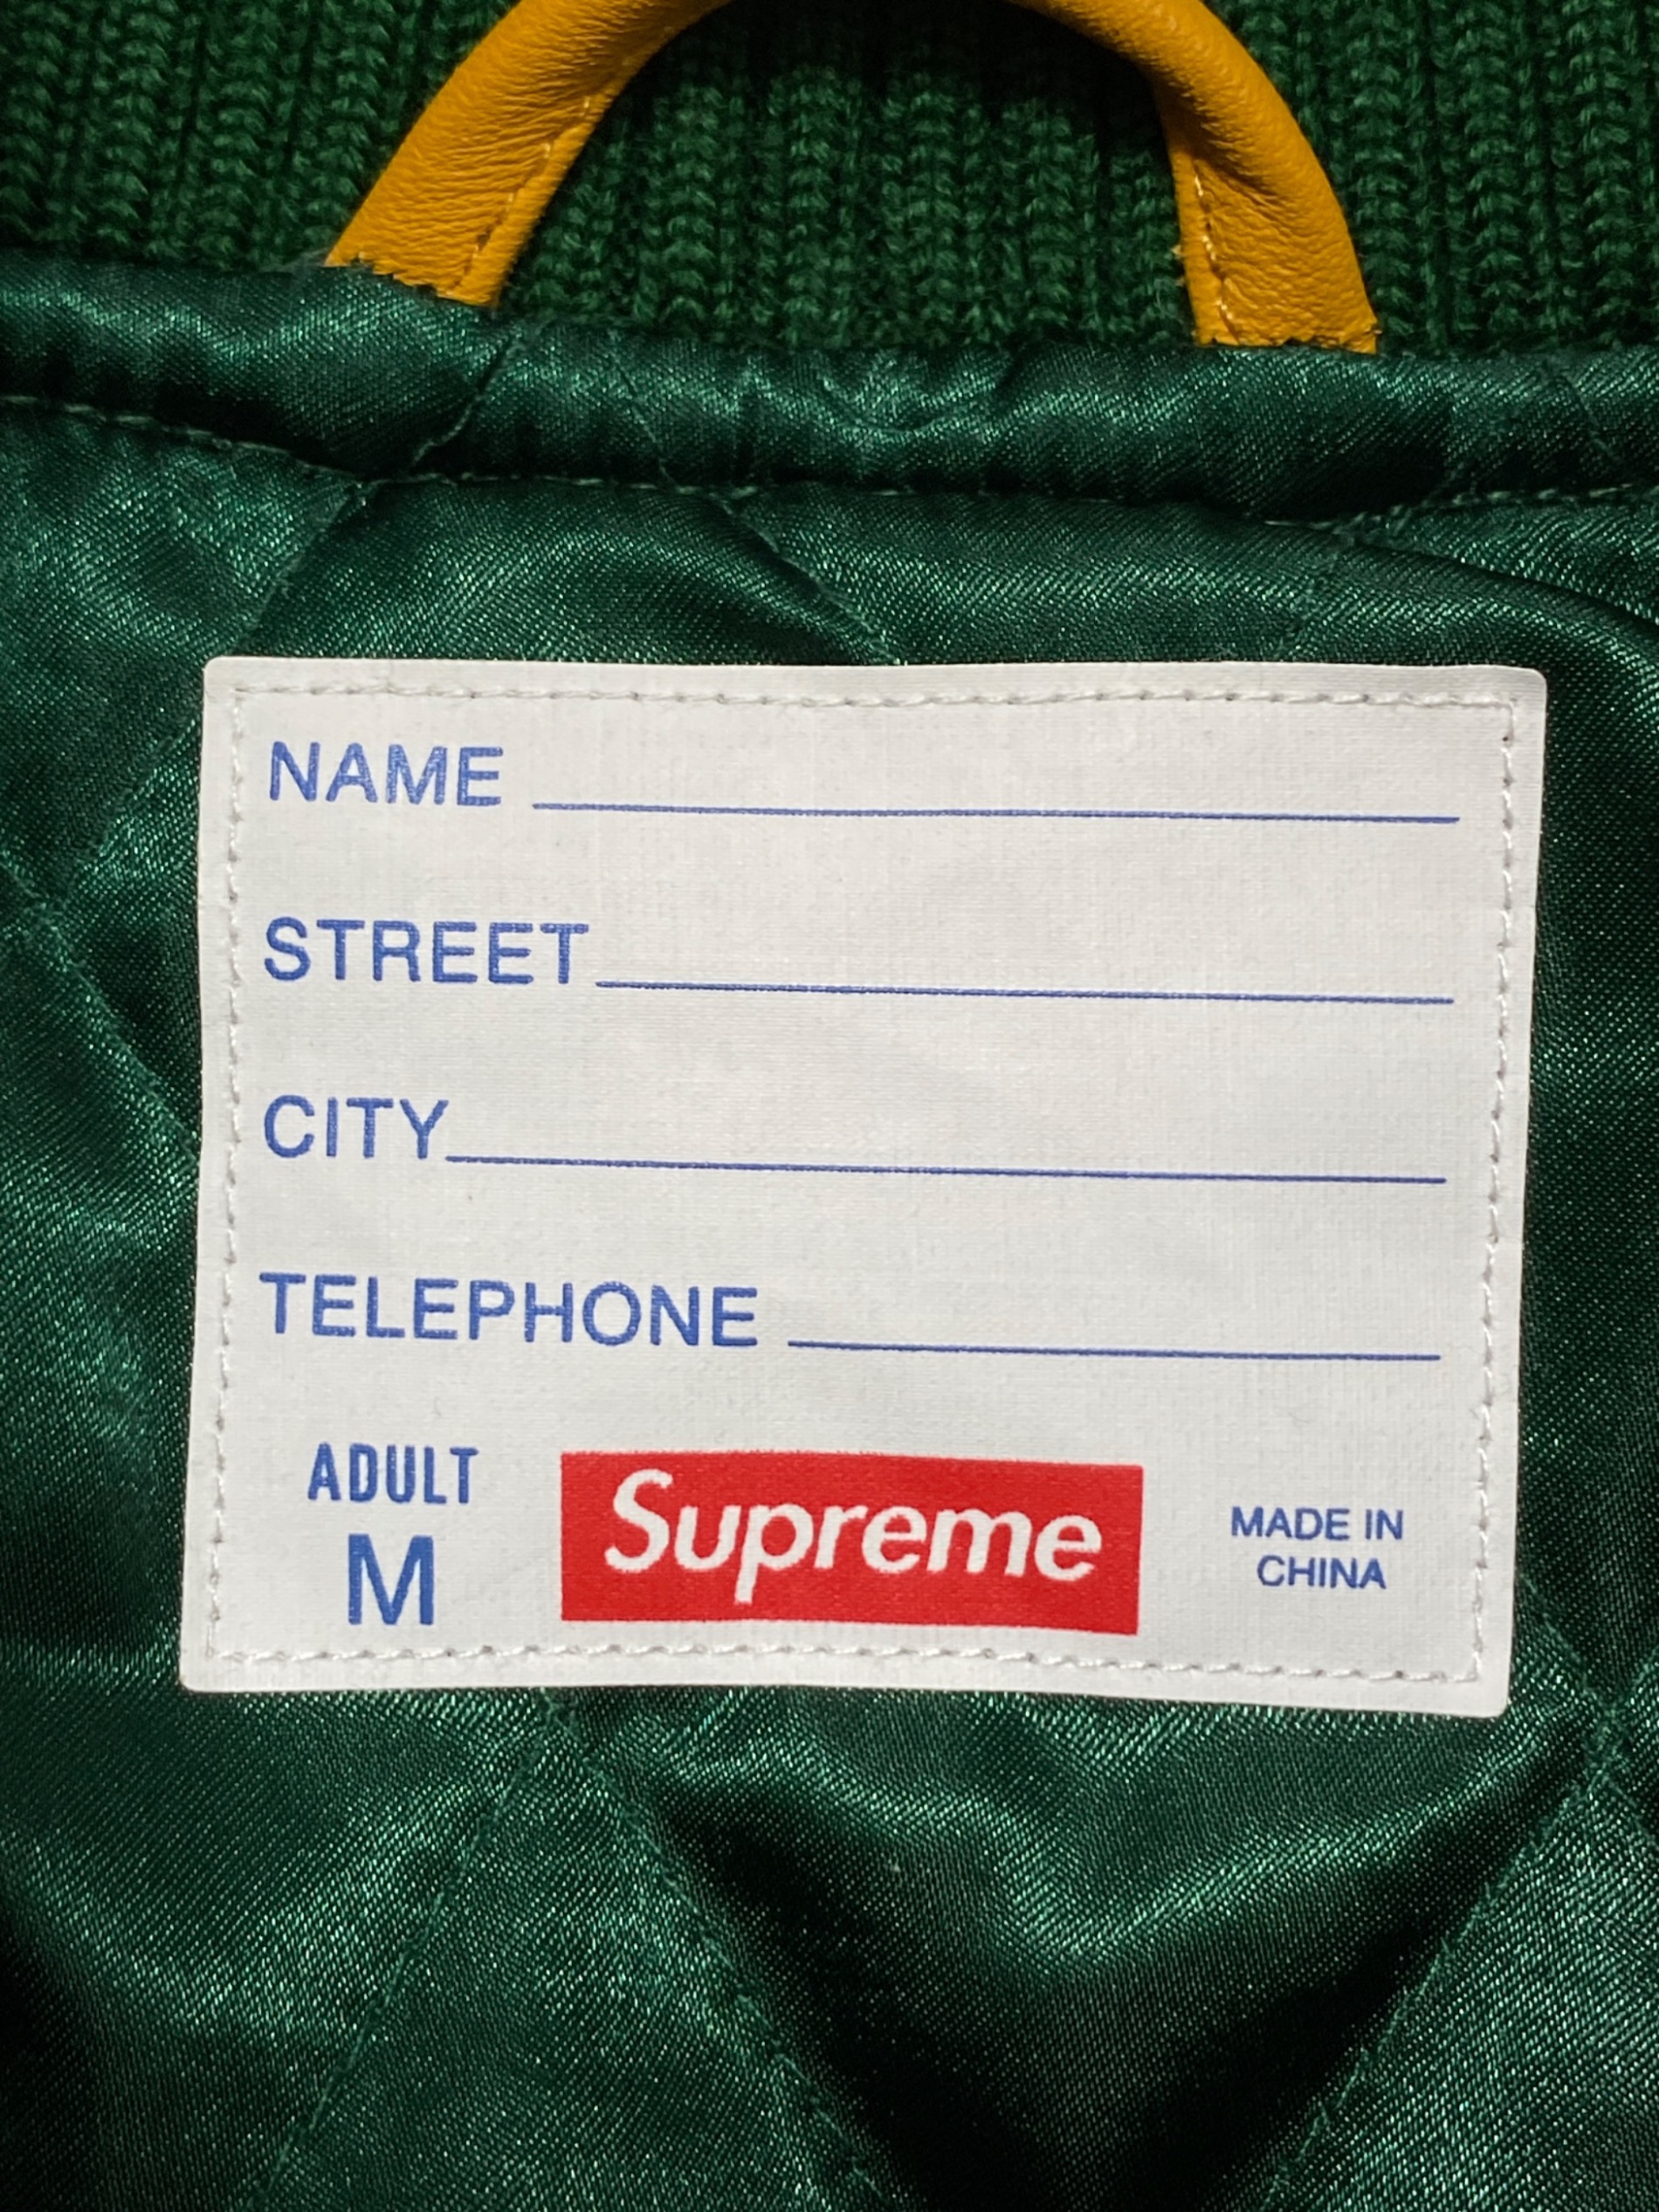 NAME
STREET
CITY
TELEPHONE
ADULT
M
Supreme
MADE IN
CHINA